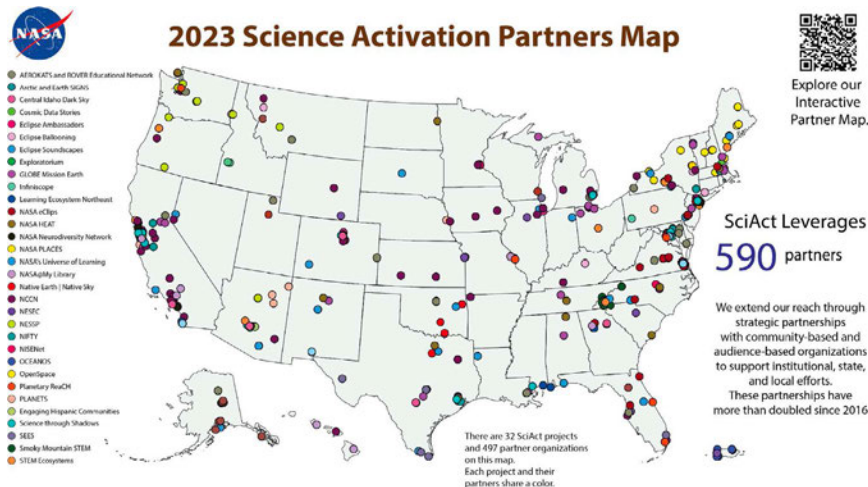 NASA
2023 Science Activation Partners Map
AEROKATS and ROVER Educational Network
Arctic and Earth SIGNS
Central Idaho Dark Sky
Cosmic Data Stories
Eclipse Ambassadors
Eclipse Ballooning
Eclipse Soundscapes
Exploratorium
GLOBE Mission Earth
Infiniscope
Learning Ecosystem Northeast
NASA eClips
NASA HEAT
NASA Neurodiversity Network
NASA PLACES
NASA's Universe of Learning
NASA@My Library
Native Earth | Native Sky
NCCN
NESEC
NESSP
NIFTY
NISENet
OCEANOS
OpenSpace
Planetary ReaCH
PLANETS
Engaging Hispanic Communities
Science through Shadows
SEES
Smoky Mountain STEM
STEM Ecosystems
There are 32 SciAct projects
and 497 partner organizations
on this map.
Each project and their
partners share a color.
Explore our
Interactive
Partner Map.
SciAct Leverages
590 partners
We extend our reach through
strategic partnerships
with community-based and
audience-based organizations
to support institutional, state,
and local efforts.
These partnerships have
more than doubled since 2016